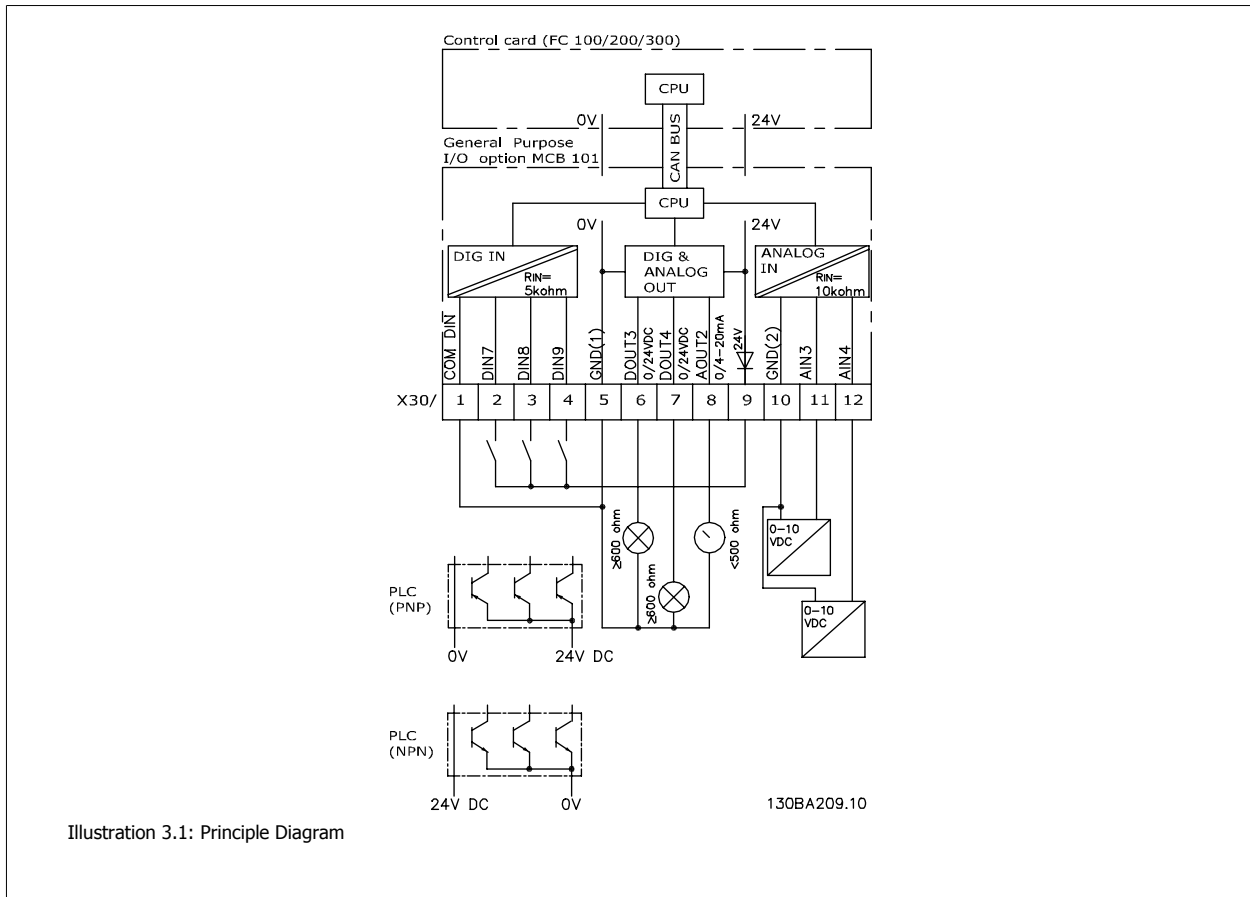 Control card (FC 100/200/300)
CPU
0V
24V
CAN BUS
General Purpose
I/O option MCB 101
CPU
0V
24V
DIG IN
RIN=
5kohm
DIG &
ANALOG
OUT
ANALOG
IN
RIN=
10kohm
COM DIN
DIN7
DIN8
DIN9
GND(1)
DOUT3
0/24VDC
DOUT4
0/24VDC
AOUT2
0/4-20mA
24V
GND(2)
AIN3
AIN4
X30/
1
2
3
4
5
6
7
8
9
10
11
12
≥600 ohm
≥600 ohm
<500 ohm
0-10
VDC
0-10
VDC
PLC
(PNP)
0V
24V DC
PLC
(NPN)
24V DC
0V
130BA209.10
Illustration 3.1: Principle Diagram